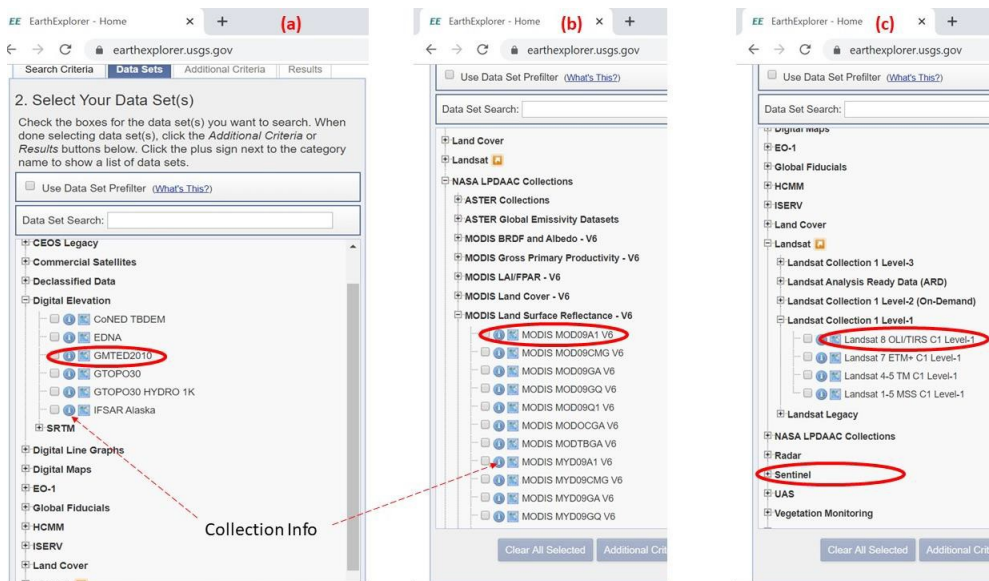 EE EarthExplorer - Home × + (a)
earthexplorer.usgs.gov
Search Criteria Data Sets Additional Criteria Results
2. Select Your Data Set(s)
Check the boxes for the data set(s) you want to search. When
done selecting data set(s), click the Additional Criteria or
Results buttons below. Click the plus sign next to the category
name to show a list of data sets.
Use Data Set Prefilter (What's This?)
Data Set Search:
CEOS Legacy
Commercial Satellites
Declassified Data
Digital Elevation
CoNED TBDEM
EDNA
GMTED2010
GTOPO30
GTOPO30 HYDRO 1K
IFSAR Alaska
SRTM
Digital Line Graphs
Digital Maps
EO-1
Global Fiducials
HCMM
ISERV
Land Cover
Collection Info
EE EarthExplorer - Home (b) × +
earthexplorer.usgs.gov
Use Data Set Prefilter (What's This?)
Data Set Search:
Land Cover
Landsat
NASA LPDAAC Collections
ASTER Collections
ASTER Global Emissivity Datasets
MODIS BRDF and Albedo - V6
MODIS Gross Primary Productivity - V6
MODIS LAI/FPAR - V6
MODIS Land Cover - V6
MODIS Land Surface Reflectance - V6
MODIS MOD09A1 V6
MODIS MOD09CMG V6
MODIS MOD09GA V6
MODIS MOD09GQ V6
MODIS MOD09Q1 V6
MODIS MODOCGA V6
MODIS MODTBGA V6
MODIS MYD09A1 V6
MODIS MYD09CMG V6
MODIS MYD09GA V6
MODIS MYD09GQ V6
Clear All Selected Additional Crit
EE EarthExplorer - Home (c) × +
earthexplorer.usgs.gov
Use Data Set Prefilter (What's This?)
Data Set Search:
Digital Maps
EO-1
Global Fiducials
HCMM
ISERV
Land Cover
Landsat
Landsat Collection 1 Level-3
Landsat Analysis Ready Data (ARD)
Landsat Collection 1 Level-2 (On-Demand)
Landsat Collection 1 Level-1
Landsat 8 OLI/TIRS C1 Level-1
Landsat 7 ETM+ C1 Level-1
Landsat 4-5 TM C1 Level-1
Landsat 1-5 MSS C1 Level-1
Landsat Legacy
NASA LPDAAC Collections
Radar
Sentinel
UAS
Vegetation Monitoring
Clear All Selected Additional Crit